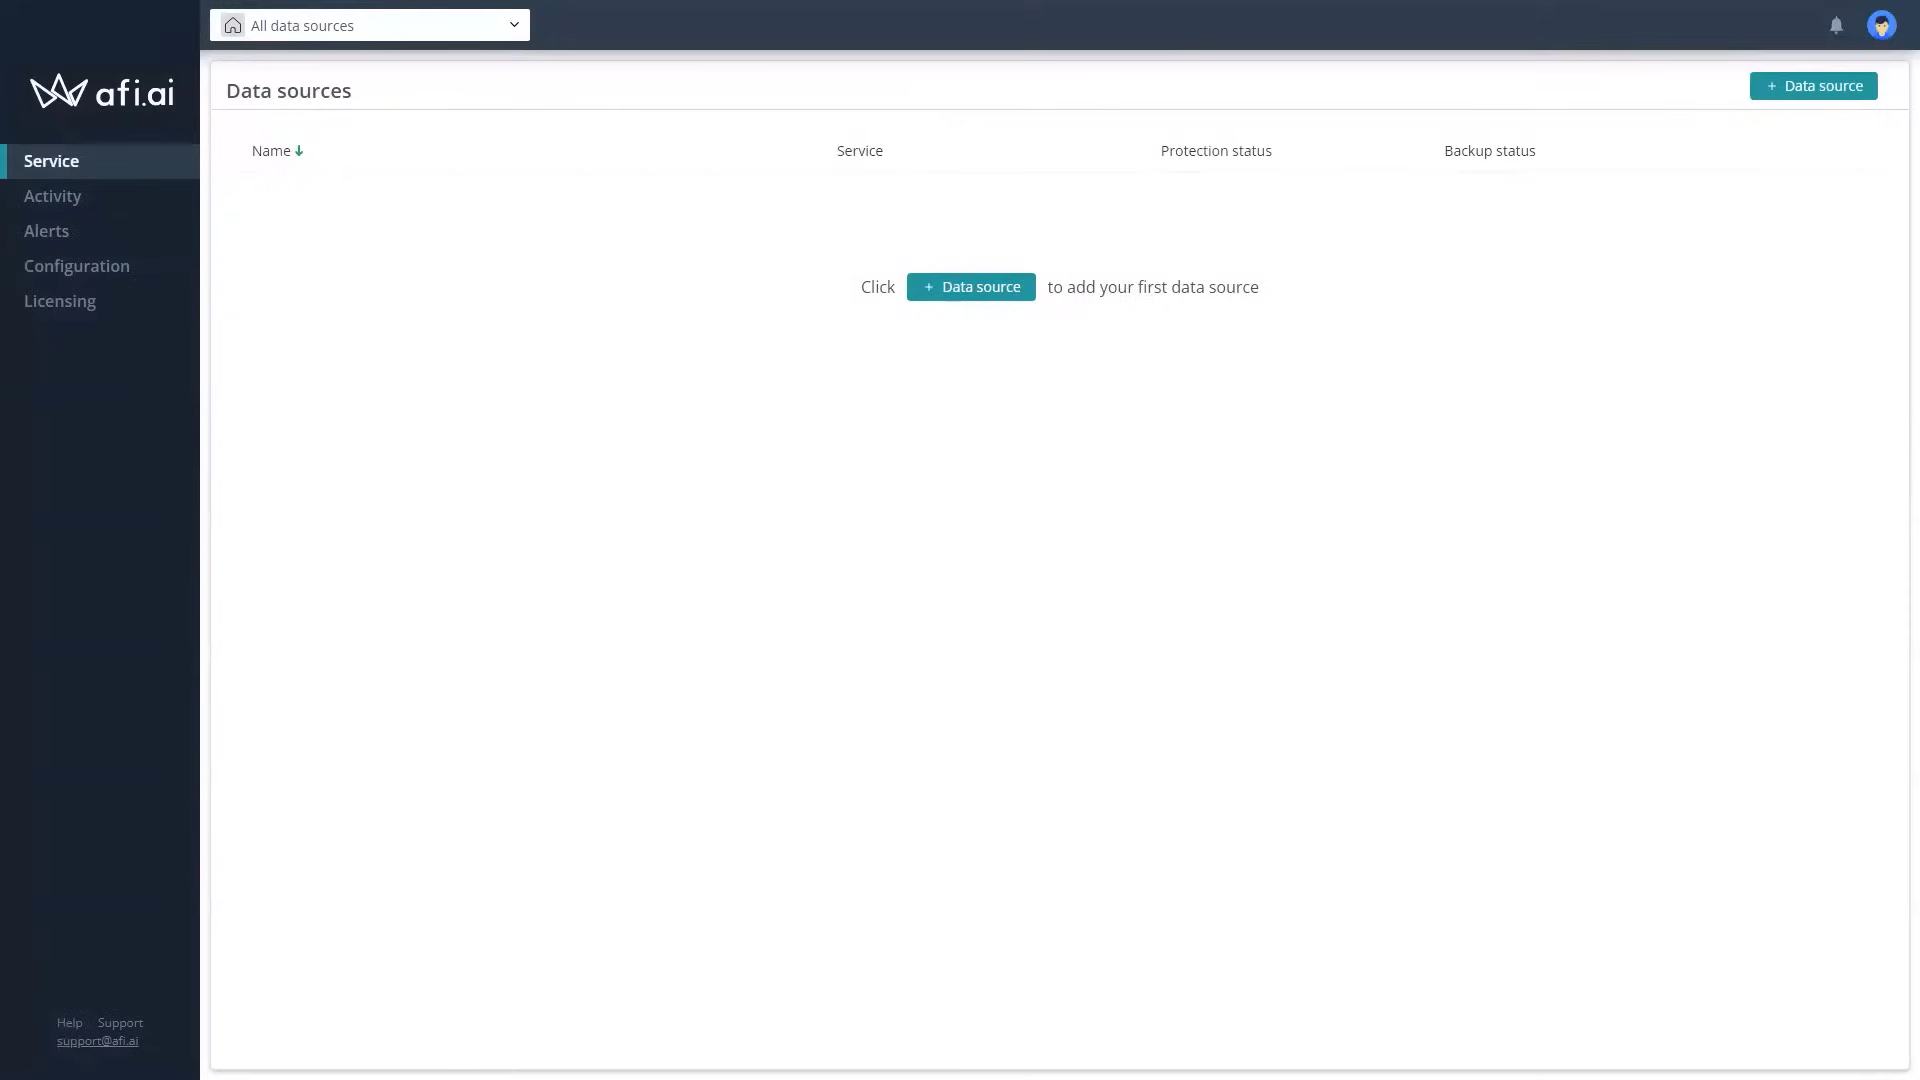 All data sources
afi.ai
Data sources
+ Data source
Service
Activity
Alerts
Configuration
Licensing
Name Service Protection status Backup status
Click + Data source to add your first data source
Help Support
support@afi.ai